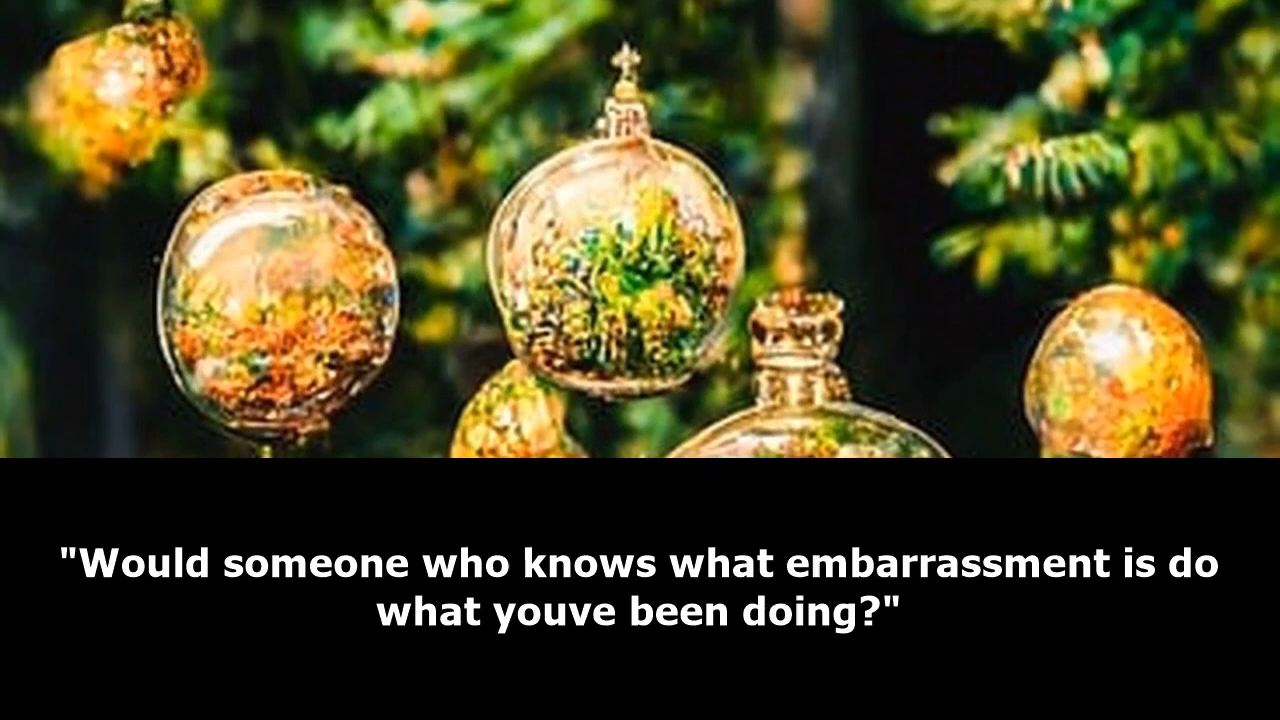 "Would someone who knows what embarrassment is do
what youve been doing?"